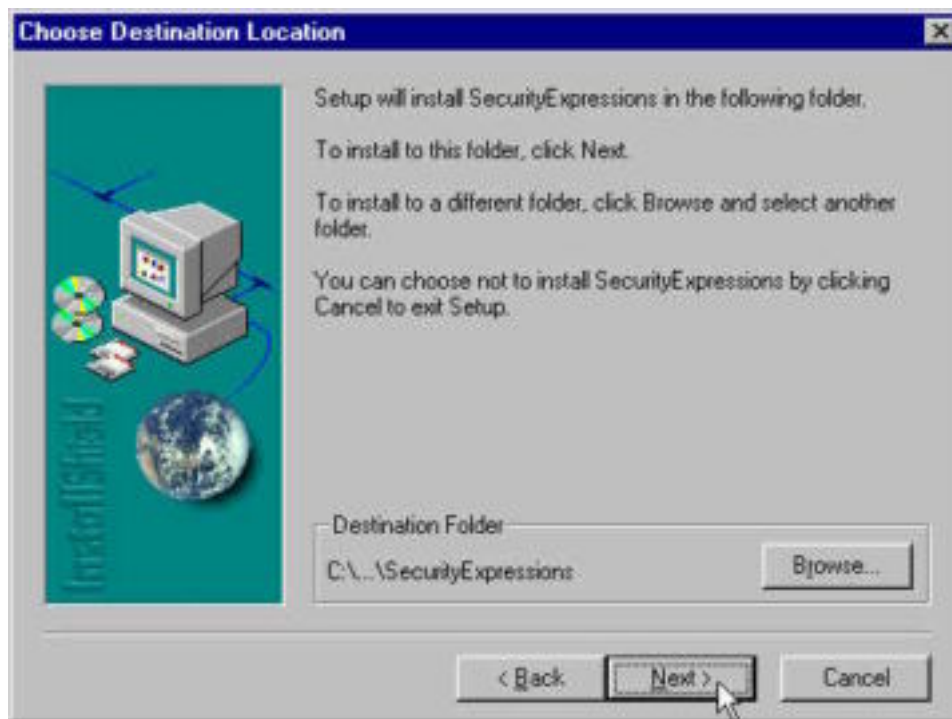 Choose Destination Location
Setup will install SecurityExpressions in the following folder.
To install to this folder, click Next.
To install to a different folder, click Browse and select another
folder.
You can choose not to install SecurityExpressions by clicking
Cancel to exit Setup.
InstallShield
Destination Folder
C:\...\SecurityExpressions
Browse...
< Back
Next >
Cancel